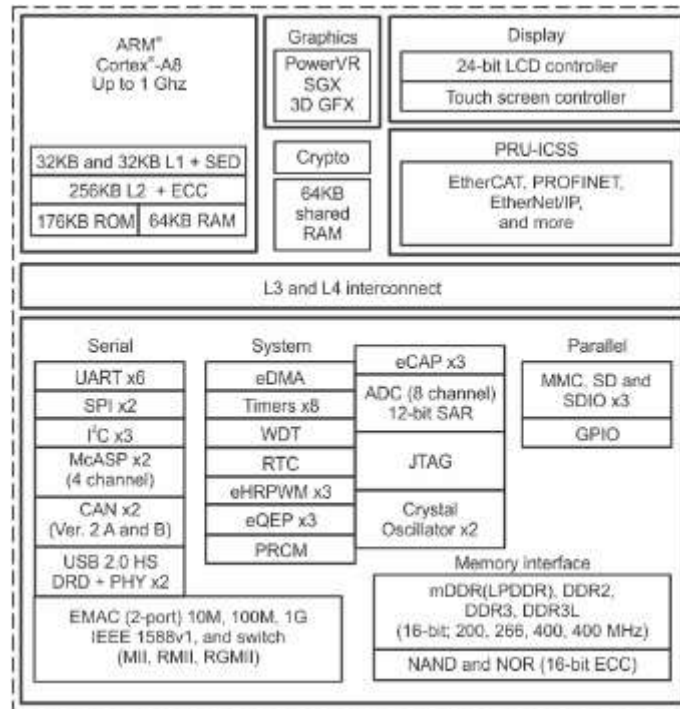 ARM®
Cortex®-A8
Up to 1 Ghz
32KB and 32KB L1 + SED
256KB L2 + ECC
176KB ROM
64KB RAM
Graphics
PowerVR
SGX
3D GFX
Crypto
64KB
shared
RAM
Display
24-bit LCD controller
Touch screen controller
PRU-ICSS
EtherCAT, PROFINET,
EtherNet/IP,
and more
L3 and L4 interconnect
Serial
UART x6
SPI x2
I²C x3
McASP x2
(4 channel)
CAN x2
(Ver. 2 A and B)
USB 2.0 HS
DRD + PHY x2
EMAC (2-port) 10M, 100M, 1G
IEEE 1588v1, and switch
(MII, RMII, RGMII)
System
eDMA
Timers x8
WDT
RTC
eHRPWM x3
eQEP x3
PRCM
eCAP x3
ADC (8 channel)
12-bit SAR
JTAG
Crystal
Oscillator x2
Parallel
MMC, SD and
SDIO x3
GPIO
Memory interface
mDDR(LPDDR), DDR2,
DDR3, DDR3L
(16-bit; 200, 266, 400, 400 MHz)
NAND and NOR (16-bit ECC)